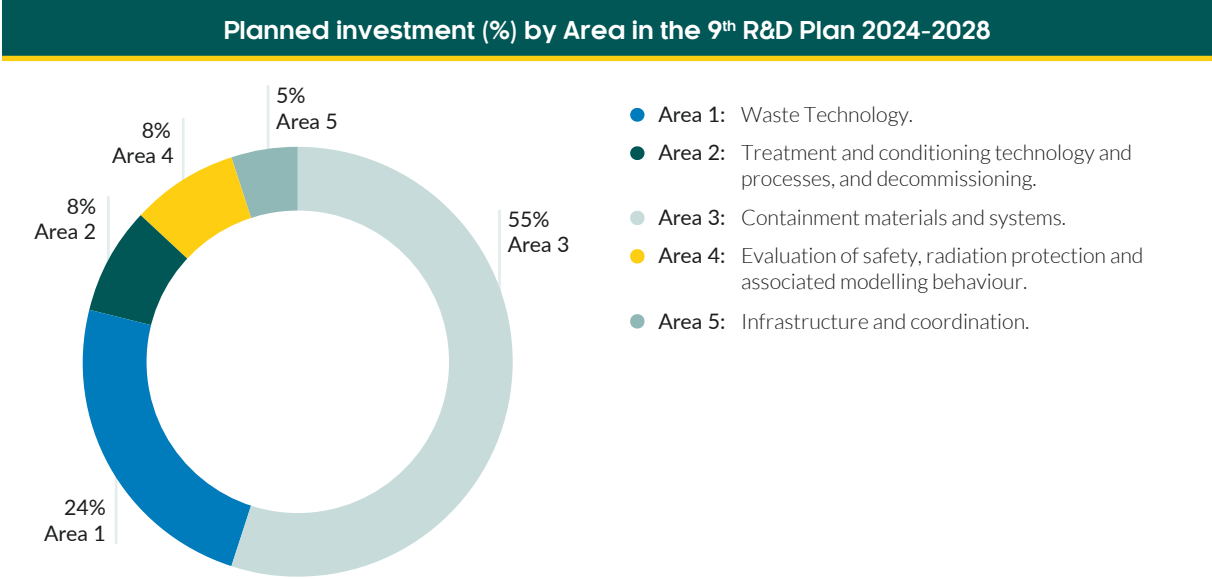 Planned investment (%) by Area in the 9th R&D Plan 2024-2028
5%
Area 5
8%
Area 4
8%
Area 2
55%
Area 3
24%
Area 1
Area 1: Waste Technology.
Area 2: Treatment and conditioning technology and
processes, and decommissioning.
Area 3: Containment materials and systems.
Area 4: Evaluation of safety, radiation protection and
associated modelling behaviour.
Area 5: Infrastructure and coordination.